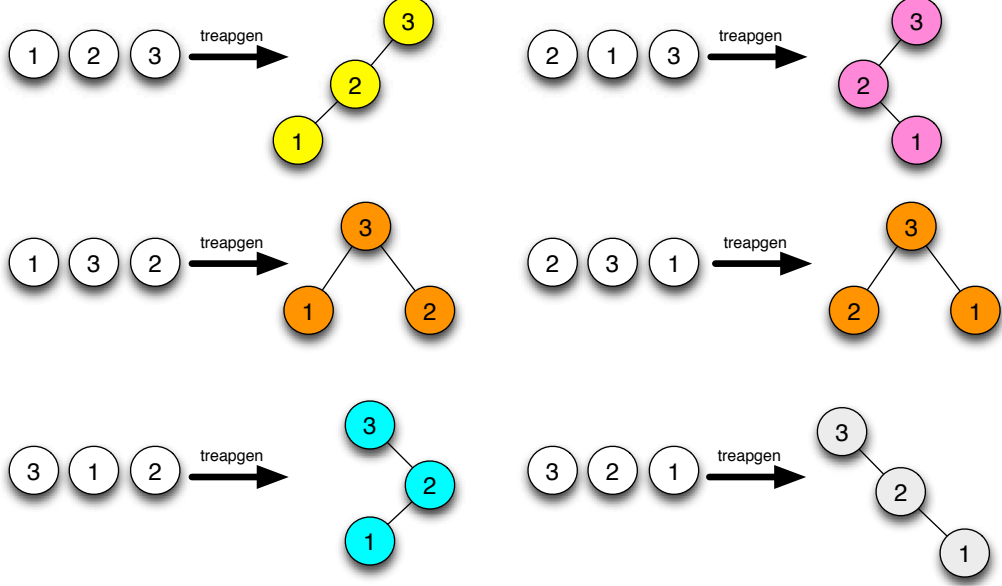 1 2 3 treapgen 3
2
1
2 1 3 treapgen 3
2
1
1 3 2 treapgen 3
1 2
2 3 1 treapgen 3
2 1
3 1 2 treapgen 3
2
1
3 2 1 treapgen 3
2
1